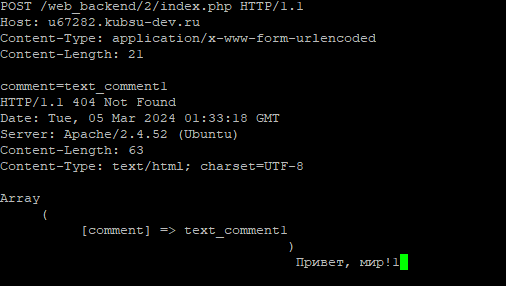 POST /web_backend/2/index.php HTTP/1.1
Host: u67282.kubsu-dev.ru
Content-Type: application/x-www-form-urlencoded
Content-Length: 21

comment=text_comment1
HTTP/1.1 404 Not Found
Date: Tue, 05 Mar 2024 01:33:18 GMT
Server: Apache/2.4.52 (Ubuntu)
Content-Length: 63
Content-Type: text/html; charset=UTF-8

Array
(
[comment] => text_comment1
)
Привет, мир!1